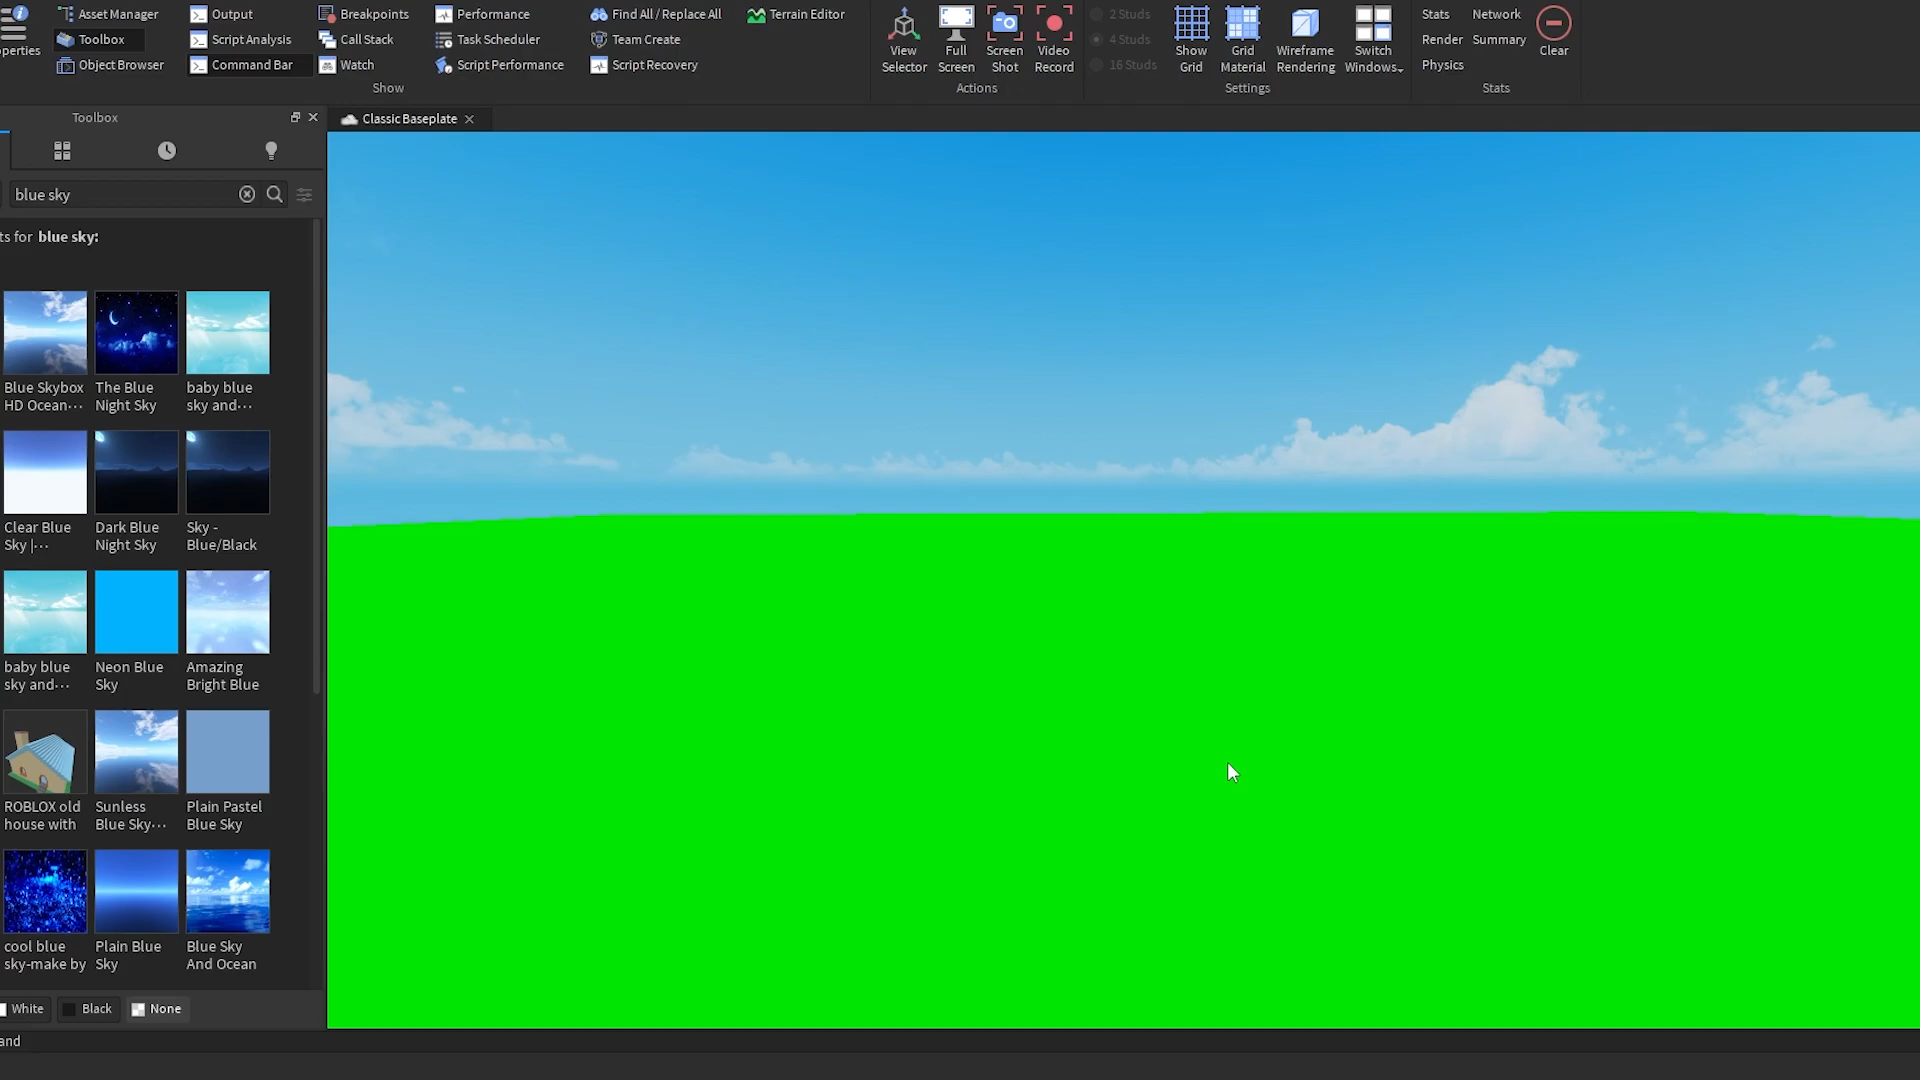 Asset Manager
Output
Breakpoints
Performance
Find All / Replace All
Terrain Editor
perties
Toolbox
Script Analysis
Call Stack
Task Scheduler
Team Create
Object Browser
Command Bar
Watch
Script Performance
Script Recovery
Show
View
Selector
Full
Screen
Screen
Shot
Video
Record
Actions
2 Studs
4 Studs
16 Studs
Show
Grid
Grid
Material
Wireframe
Rendering
Switch
Windows
Settings
Stats
Network
Render
Summary
Physics
Clear
Stats
Toolbox
Classic Baseplate
blue sky
ts for blue sky:
Blue Skybox
HD Ocean...
The Blue
Night Sky
baby blue
sky and...
Clear Blue
Sky |...
Dark Blue
Night Sky
Sky -
Blue/Black
baby blue
sky and...
Neon Blue
Sky
Amazing
Bright Blue
ROBLOX old
house with
Sunless
Blue Sky...
Plain Pastel
Blue Sky
cool blue
sky-make by
Plain Blue
Sky
Blue Sky
And Ocean
White
Black
None
and